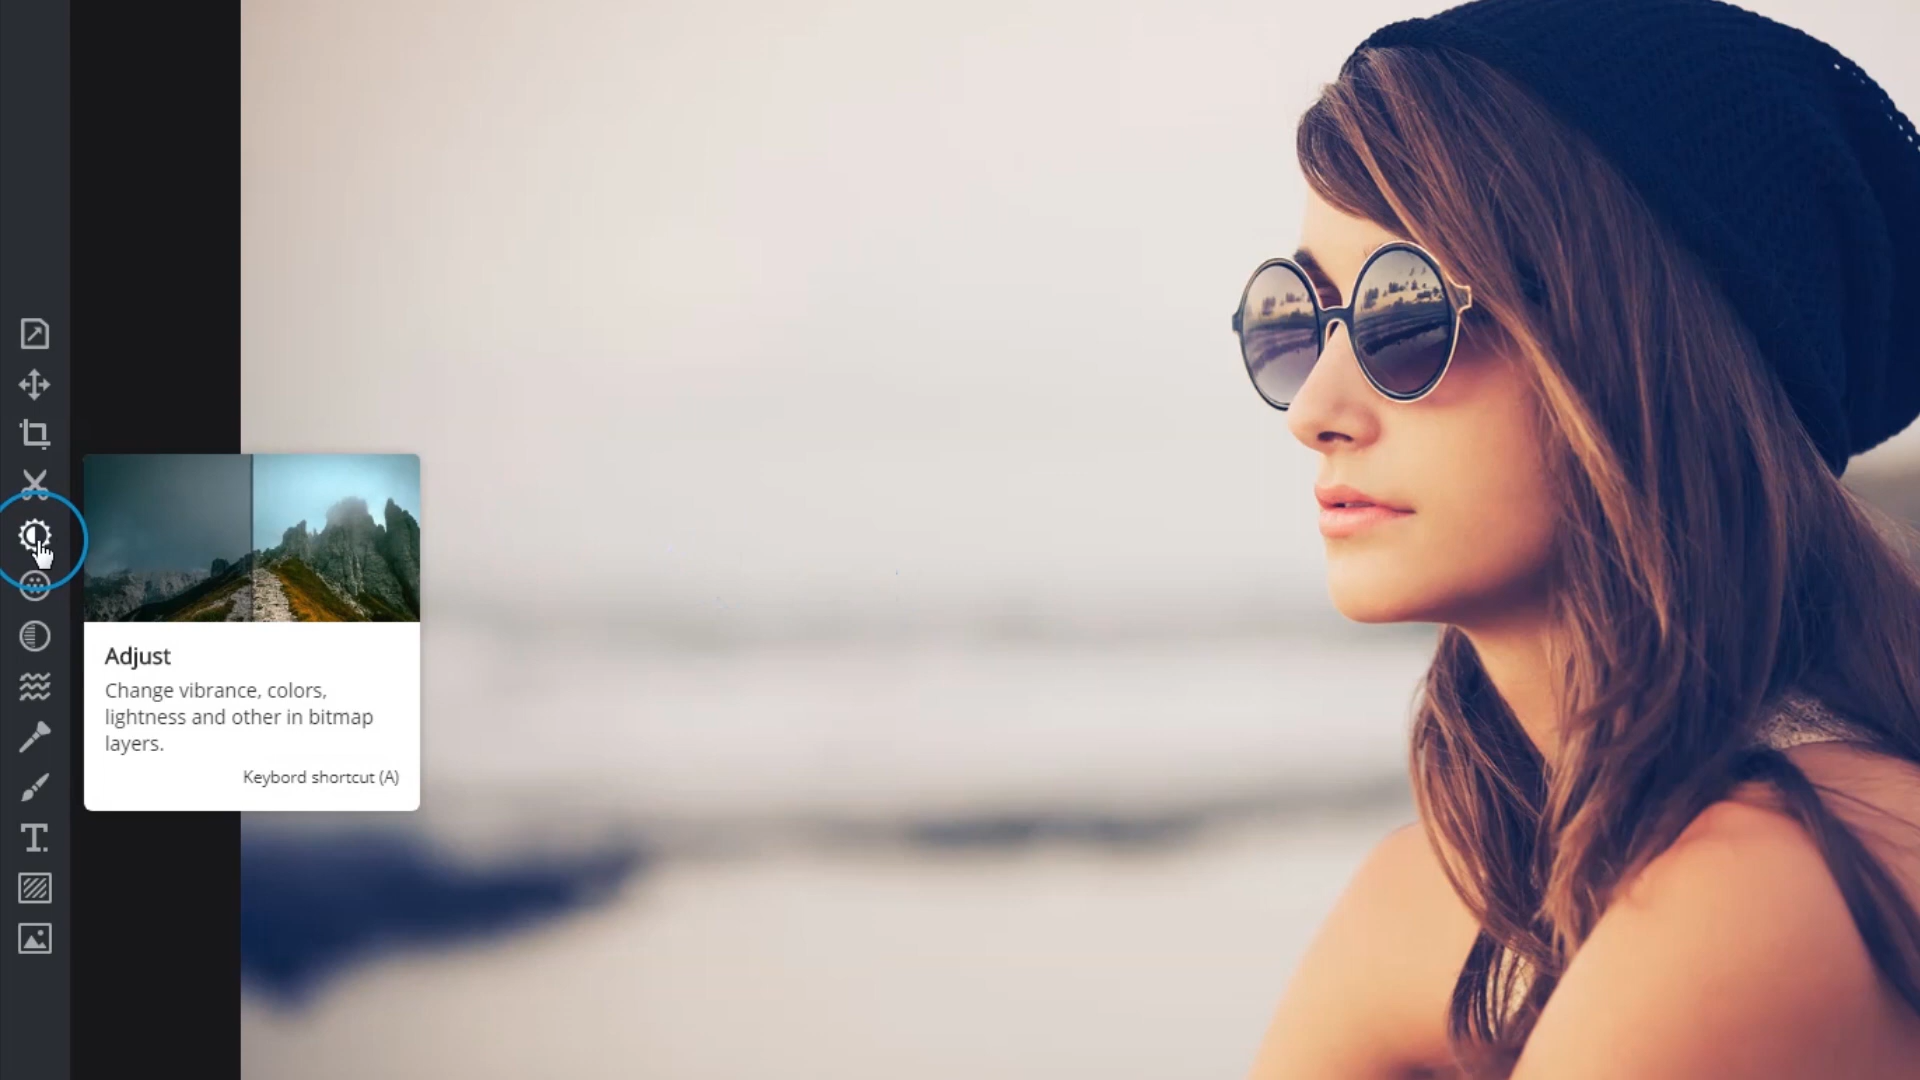 Adjust
Change vibrance, colors,
lightness and other in bitmap
layers.
Keybord shortcut (A)